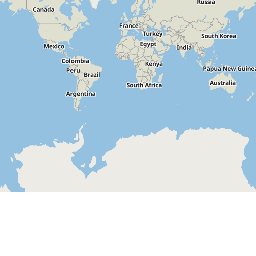 Russia
Canada
France
Turkey
South Korea
Mexico
Egypt
India
Colombia
Kenya
Peru
Papua New Guinea
Brazil
Australia
South Africa
Argentina